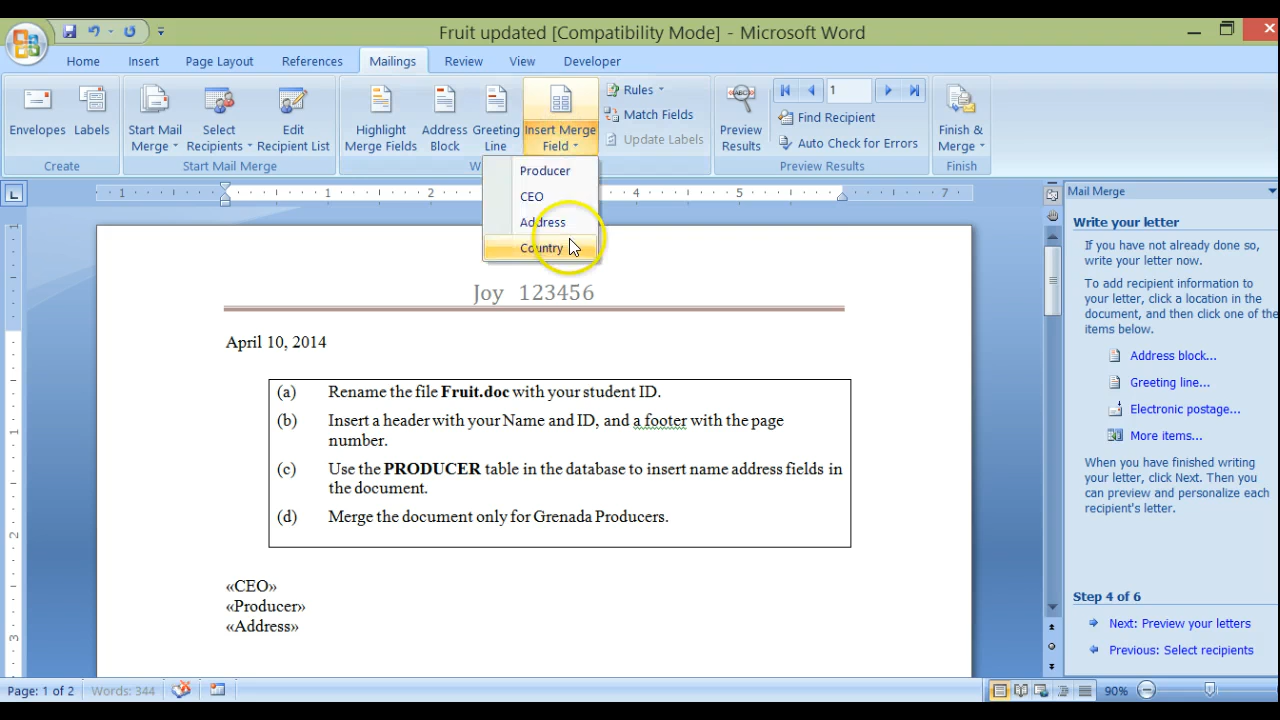 Fruit updated [Compatibility Mode] - Microsoft Word
Home Insert Page Layout References Mailings Review View Developer
Envelopes Labels
Create
Start Mail Merge Select Recipients Edit Recipient List
Start Mail Merge
Highlight Merge Fields Address Block Greeting Line Insert Merge Field
Rules
Match Fields
Update Labels
W
Preview Results
1
Find Recipient
Auto Check for Errors
Preview Results
Finish & Merge
Finish
Producer
CEO
Address
Country
1 1 2 4 5 7
Joy 123456
April 10, 2014
(a) Rename the file Fruit.doc with your student ID.
(b) Insert a header with your Name and ID, and a footer with the page
number.
(c) Use the PRODUCER table in the database to insert name address fields in
the document.
(d) Merge the document only for Grenada Producers.
«CEO»
«Producer»
«Address»
1
1
2
3
Mail Merge
Write your letter
If you have not already done so,
write your letter now.
To add recipient information to
your letter, click a location in the
document, and then click one of the
items below.
Address block...
Greeting line...
Electronic postage...
More items...
When you have finished writing
your letter, click Next. Then you
can preview and personalize each
recipient's letter.
Step 4 of 6
Next: Preview your letters
Previous: Select recipients
Page: 1 of 2 Words: 344 90%